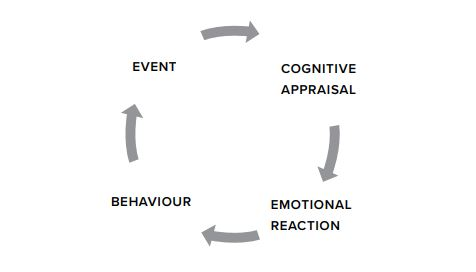 EVENT
COGNITIVE
APPRAISAL
EMOTIONAL
REACTION
BEHAVIOUR